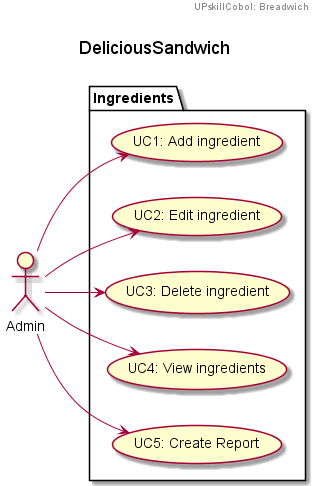 UPskillCobol: Breadwich
DeliciousSandwich
Ingredients
UC1: Add ingredient
UC2: Edit ingredient
UC3: Delete ingredient
Admin
UC4: View ingredients
UC5: Create Report